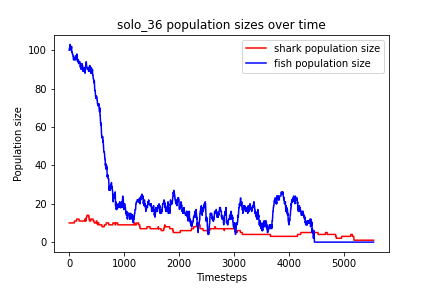 solo_36 population sizes over time
shark population size
fish population size
Population size
100
80
60
40
20
0
0
1000
2000
3000
4000
5000
Timesteps